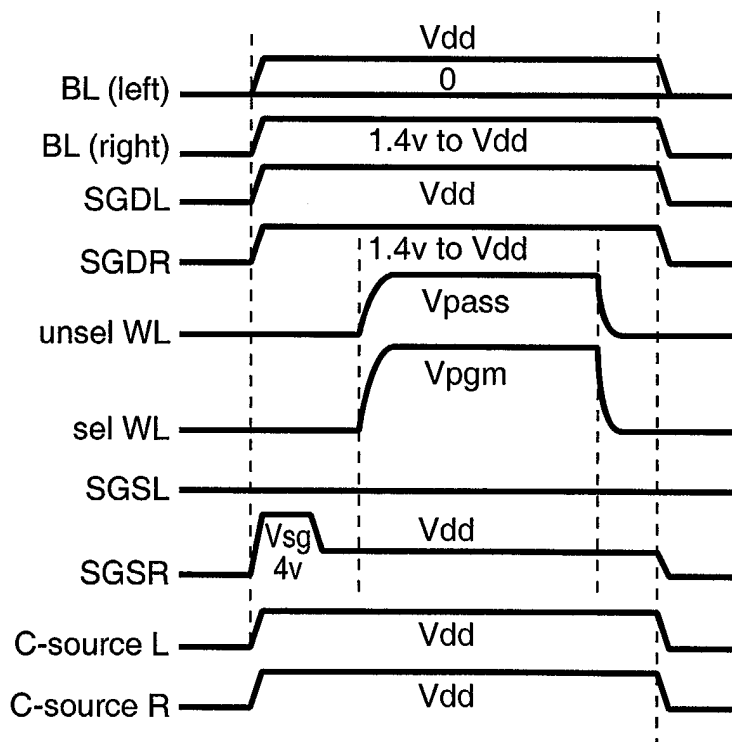 Vdd
BL (left) 0
BL (right) 1.4v to Vdd
SGDL Vdd
SGDR 1.4v to Vdd
unsel WL Vpass
sel WL Vpgm
SGSL
SGSR Vsg 4v Vdd
C-source L Vdd
C-source R Vdd